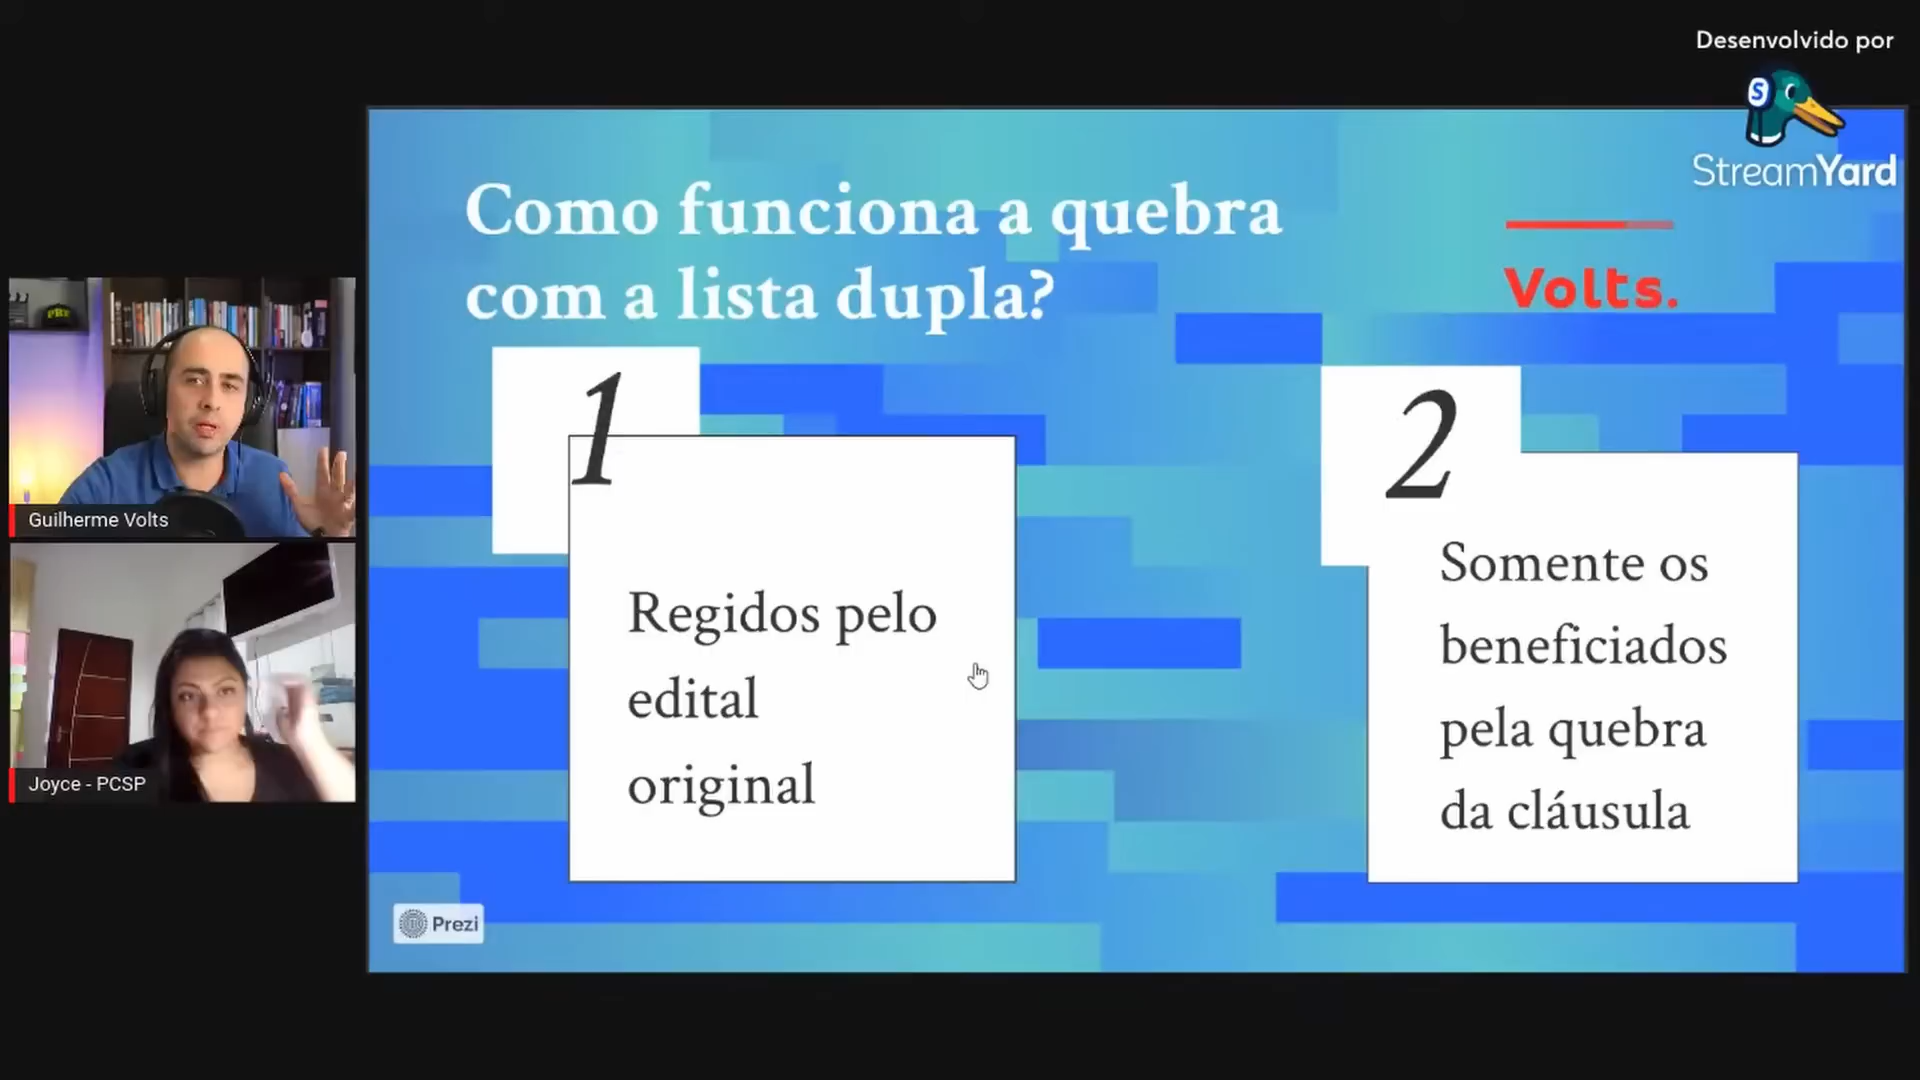 Desenvolvido por
S
StreamYard
Como funciona a quebra
com a lista dupla?
Volts.
1
Regidos pelo
edital
original
2
Somente os
beneficiados
pela quebra
da cláusula
PRF
Guilherme Volts
Joyce - PCSP
Prezi